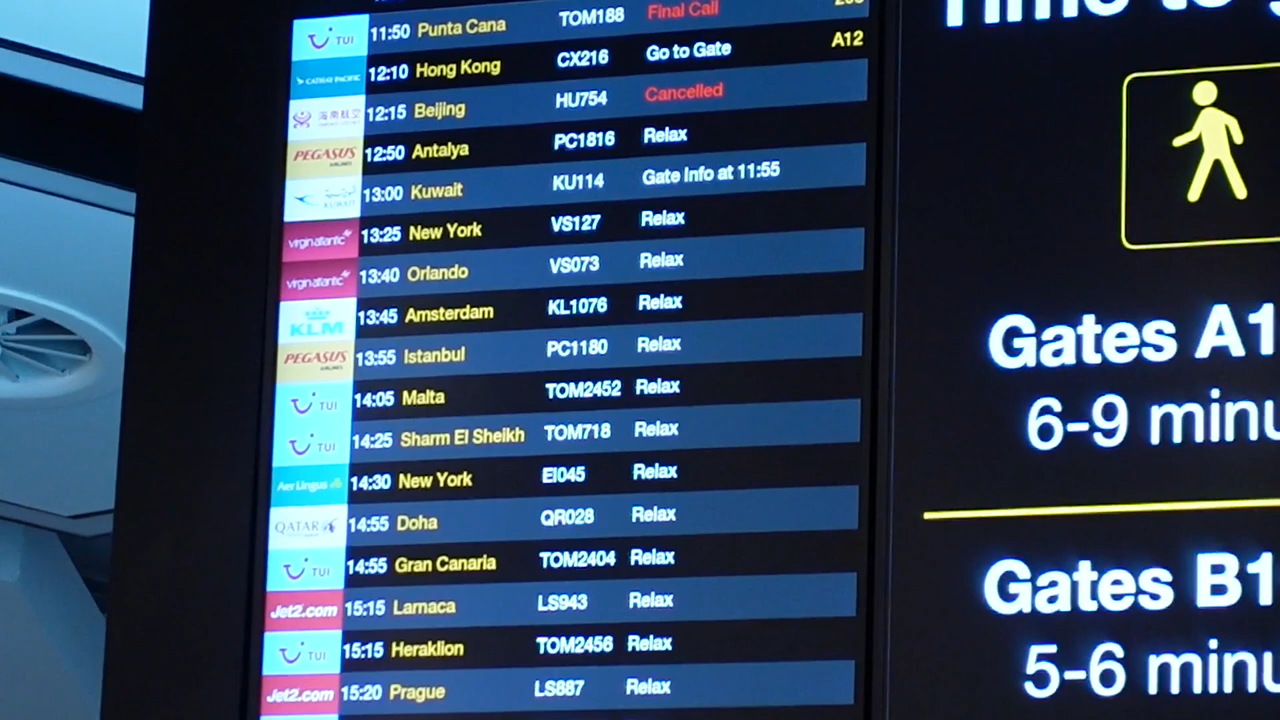 TUI 11:50 Punta Cana TOM188 Final Call
CATHAY PACIFIC 12:10 Hong Kong CX216 Go to Gate A12
海南航空 12:15 Beijing HU754 Cancelled
PEGASUS AIRLINES 12:50 Antalya PC1816 Relax
KUWAIT 13:00 Kuwait KU114 Gate Info at 11:55
virgin atlantic 13:25 New York VS127 Relax
virgin atlantic 13:40 Orlando VS073 Relax
KLM 13:45 Amsterdam KL1076 Relax
PEGASUS AIRLINES 13:55 Istanbul PC1180 Relax
TUI 14:05 Malta TOM2452 Relax
TUI 14:25 Sharm El Sheikh TOM718 Relax
Aer Lingus 14:30 New York EI045 Relax
QATAR 14:55 Doha QR028 Relax
TUI 14:55 Gran Canaria TOM2404 Relax
Jet2.com 15:15 Larnaca LS943 Relax
TUI 15:15 Heraklion TOM2456 Relax
Jet2.com 15:20 Prague LS887 Relax
Time to
Gates A1
6-9 minu
Gates B1
5-6 minu